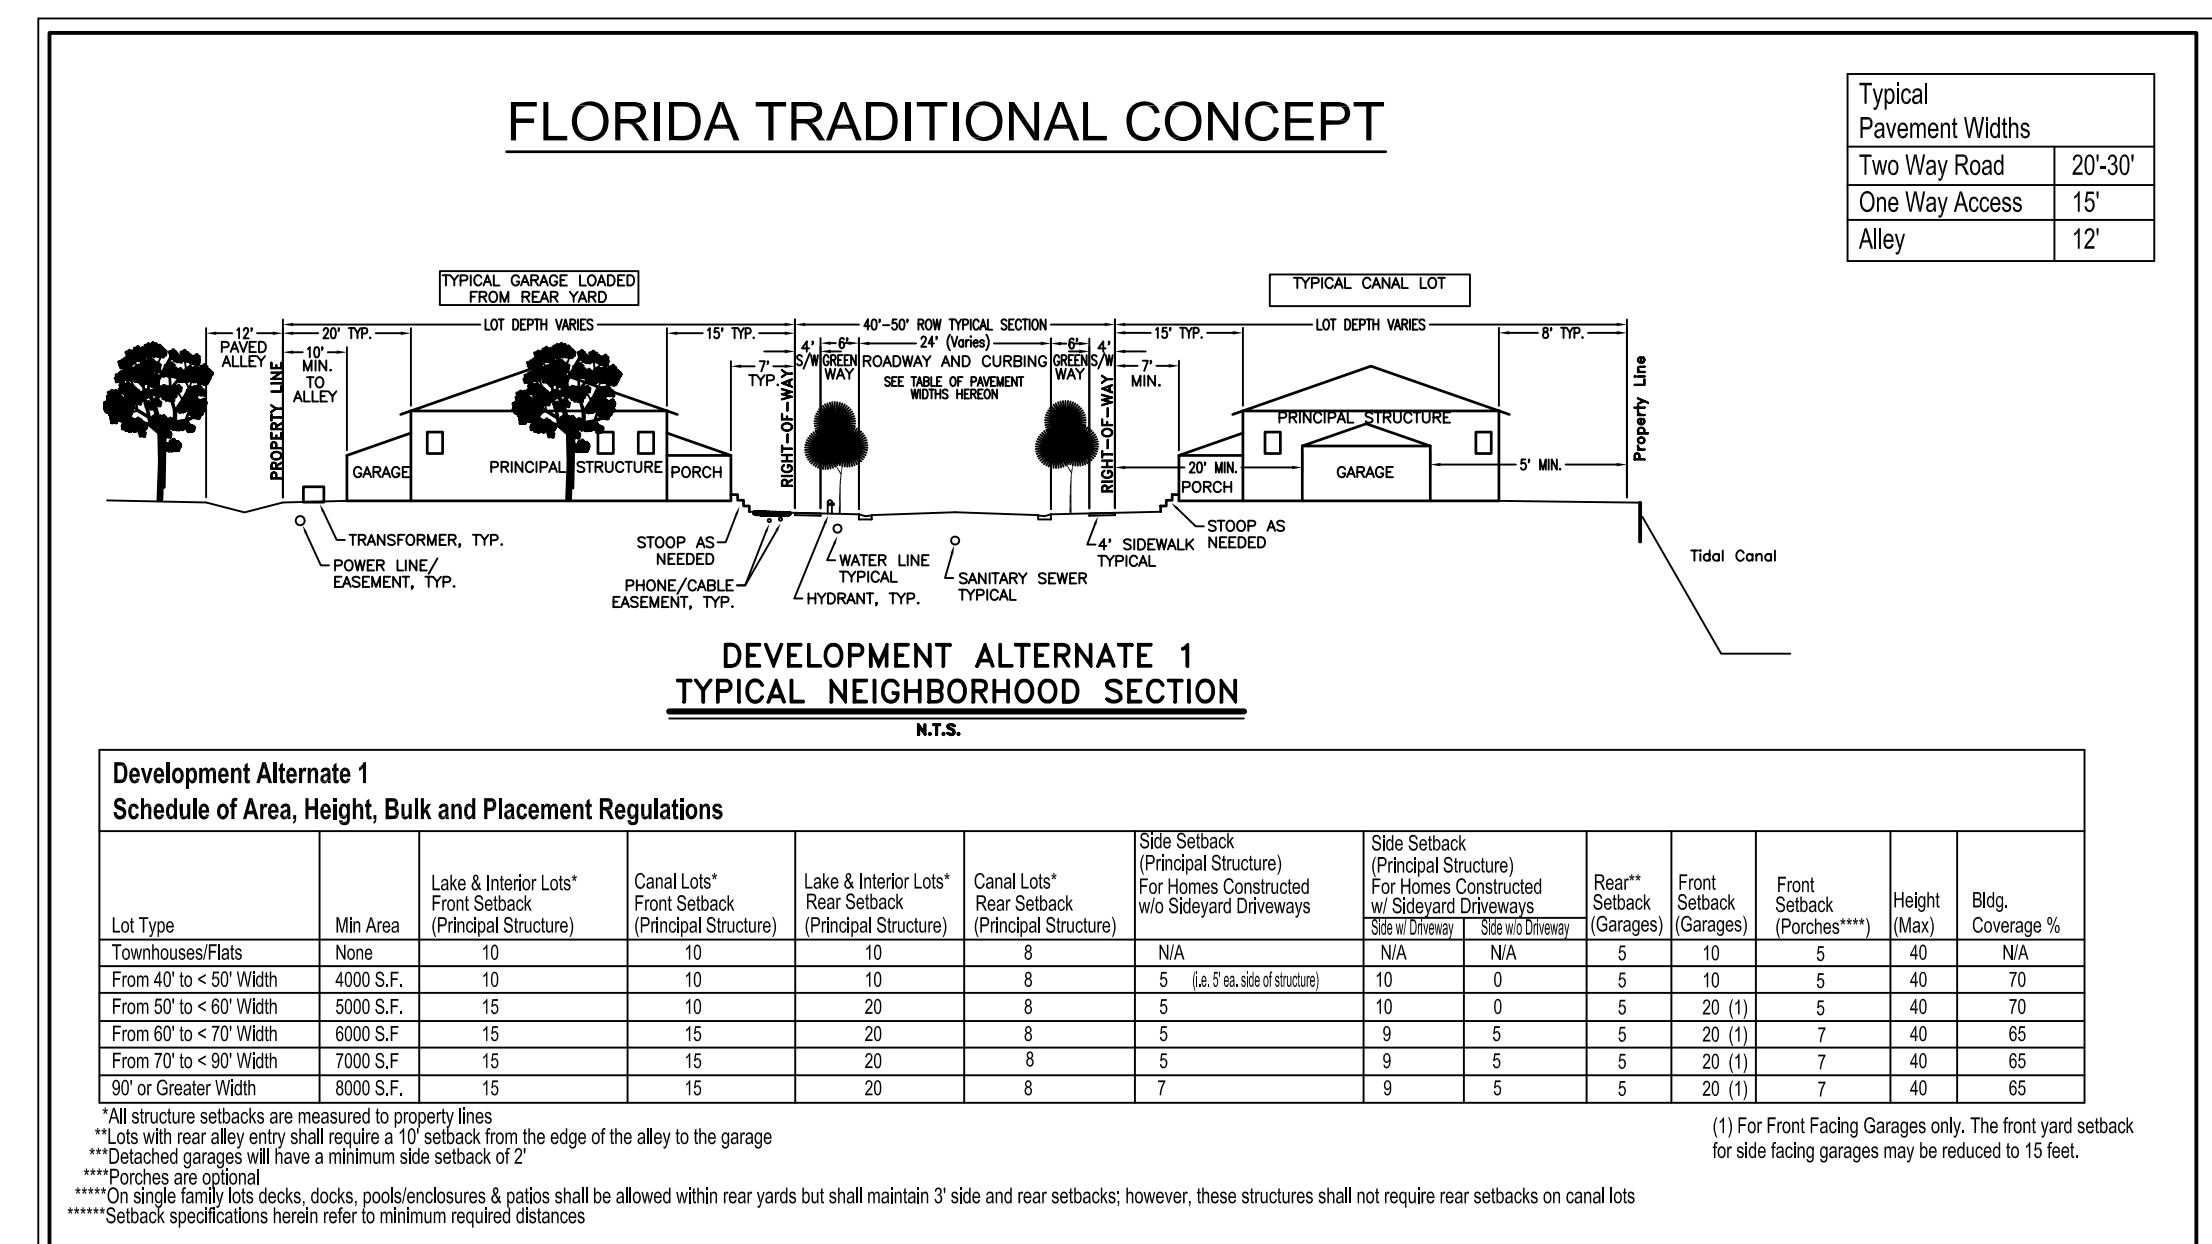 FLORIDA TRADITIONAL CONCEPT
Typical
Pavement Widths
Two Way Road 20'-30'
One Way Access 15'
Alley 12'
TYPICAL GARAGE LOADED
FROM REAR YARD
TYPICAL CANAL LOT
12'
PAVED
ALLEY
20' TYP.
LOT DEPTH VARIES
15' TYP.
40'-50' ROW TYPICAL SECTION
15' TYP.
LOT DEPTH VARIES
8' TYP.
10'
MIN.
TO
ALLEY
7'
TYP.
4'
S/W
6'
GREEN
WAY
24' (Varies)
ROADWAY AND CURBING
SEE TABLE OF PAVEMENT
WIDTHS HEREON
6'
GREEN
WAY
4'
S/W
7'
MIN.
PROPERTY LINE
RIGHT-OF-WAY
RIGHT-OF-WAY
Property Line
GARAGE
PRINCIPAL STRUCTURE
PORCH
PRINCIPAL STRUCTURE
20' MIN.
PORCH
GARAGE
5' MIN.
TRANSFORMER, TYP.
POWER LINE/
EASEMENT, TYP.
STOOP AS
NEEDED
PHONE/CABLE
EASEMENT, TYP.
WATER LINE
TYPICAL
HYDRANT, TYP.
SANITARY SEWER
TYPICAL
4' SIDEWALK
TYPICAL
STOOP AS
NEEDED
Tidal Canal
DEVELOPMENT ALTERNATE 1
TYPICAL NEIGHBORHOOD SECTION
N.T.S.
Development Alternate 1
Schedule of Area, Height, Bulk and Placement Regulations
Lot Type
Min Area
Lake & Interior Lots*
Front Setback
(Principal Structure)
Canal Lots*
Front Setback
(Principal Structure)
Lake & Interior Lots*
Rear Setback
(Principal Structure)
Canal Lots*
Rear Setback
(Principal Structure)
Side Setback
(Principal Structure)
For Homes Constructed
w/o Sideyard Driveways
Side Setback
(Principal Structure)
For Homes Constructed
w/ Sideyard Driveways
Side w/ Driveway
Side w/o Driveway
Rear**
Setback
(Garages)
Front
Setback
(Garages)
Front
Setback
(Porches****)
Height
(Max)
Bldg.
Coverage %
Townhouses/Flats None 10 10 10 8 N/A N/A N/A 5 10 5 40 N/A
From 40' to < 50' Width 4000 S.F. 10 10 10 8 5 (i.e. 5' ea. side of structure) 10 0 5 10 5 40 70
From 50' to < 60' Width 5000 S.F. 15 10 20 8 5 10 0 5 20 (1) 5 40 70
From 60' to < 70' Width 6000 S.F 15 15 20 8 5 9 5 5 20 (1) 7 40 65
From 70' to < 90' Width 7000 S.F 15 15 20 8 5 9 5 5 20 (1) 7 40 65
90' or Greater Width 8000 S.F. 15 15 20 8 7 9 5 5 20 (1) 7 40 65
*All structure setbacks are measured to property lines
**Lots with rear alley entry shall require a 10' setback from the edge of the alley to the garage
***Detached garages will have a minimum side setback of 2'
****Porches are optional
*****On single family lots decks, docks, pools/enclosures & patios shall be allowed within rear yards but shall maintain 3' side and rear setbacks; however, these structures shall not require rear setbacks on canal lots
******Setback specifications herein refer to minimum required distances
(1) For Front Facing Garages only. The front yard setback
for side facing garages may be reduced to 15 feet.